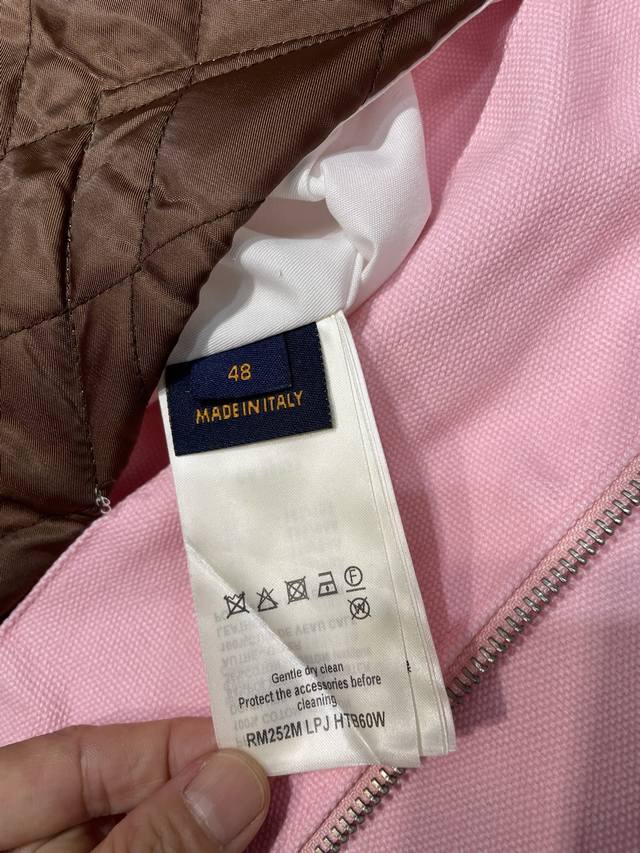 48
MADE IN ITALY
F
W
Gentle dry clean
Protect the accessories before
cleaning
RM252M LPJ HTB60W